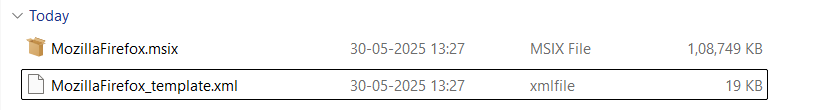 Today
MozillaFirefox.msix 30-05-2025 13:27 MSIX File 1,08,749 KB
MozillaFirefox_template.xml 30-05-2025 13:27 xmlfile 19 KB